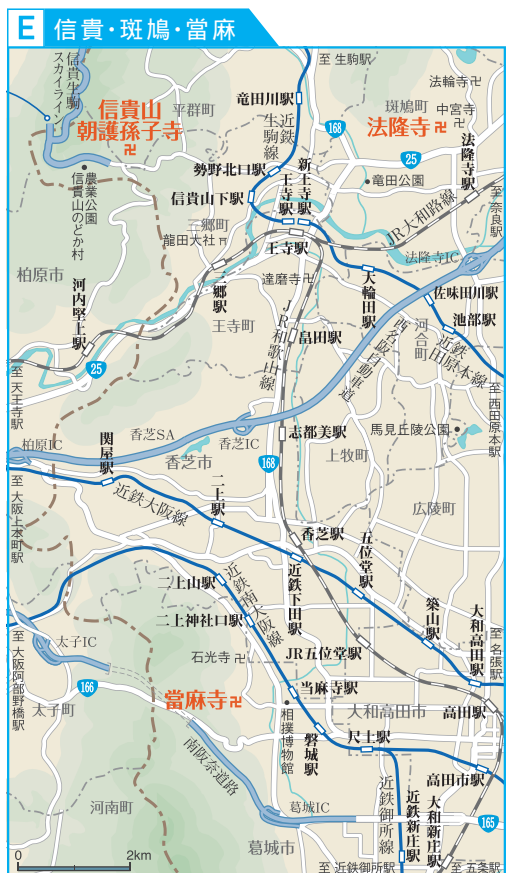 E 信貴・斑鳩・當麻
信貴生駒
スカイライン
至 生駒駅
法輪寺卍
信貴山
朝護孫子寺
卍
平群町
竜田川駅
近鉄
生駒線
168
斑鳩町
中宮寺
卍
法隆寺卍
25
勢野北口駅
新王寺駅
王寺駅
法隆寺駅
農業公園
信貴山のどか村
信貴山下駅
竜田公園
至 奈良駅
三郷町
龍田大社
JR大和路線
王寺駅
法隆寺IC
柏原市
達磨寺卍
河内堅上駅
三郷駅
大輪田駅
佐味田川駅
池部駅
王寺町
JR和歌山線
畠田駅
西名阪自動車道
河合町
近鉄
田原本線
25
至 天王寺駅
至 西田原本駅
香芝SA
柏原IC
関屋駅
香芝IC
志都美駅
馬見丘陵公園
香芝市
168
上牧町
二上駅
近鉄大阪線
至 大阪上本町駅
広陵町
香芝駅
五位堂駅
二上山駅
近鉄南大阪線
近鉄下田駅
築山駅
大和高田駅
二上神社口駅
太子IC
至 大阪阿部野橋駅
石光寺卍
JR五位堂駅
至 名張駅
166
當麻寺卍
当麻寺駅
太子町
大和高田市
高田駅
相撲博物館
磐城駅
尺土駅
南阪奈道路
高田市駅
河南町
葛城IC
近鉄御所線
近鉄新庄駅
大和新庄駅
165
葛城市
0 2km
至 近鉄御所駅
至 五条駅